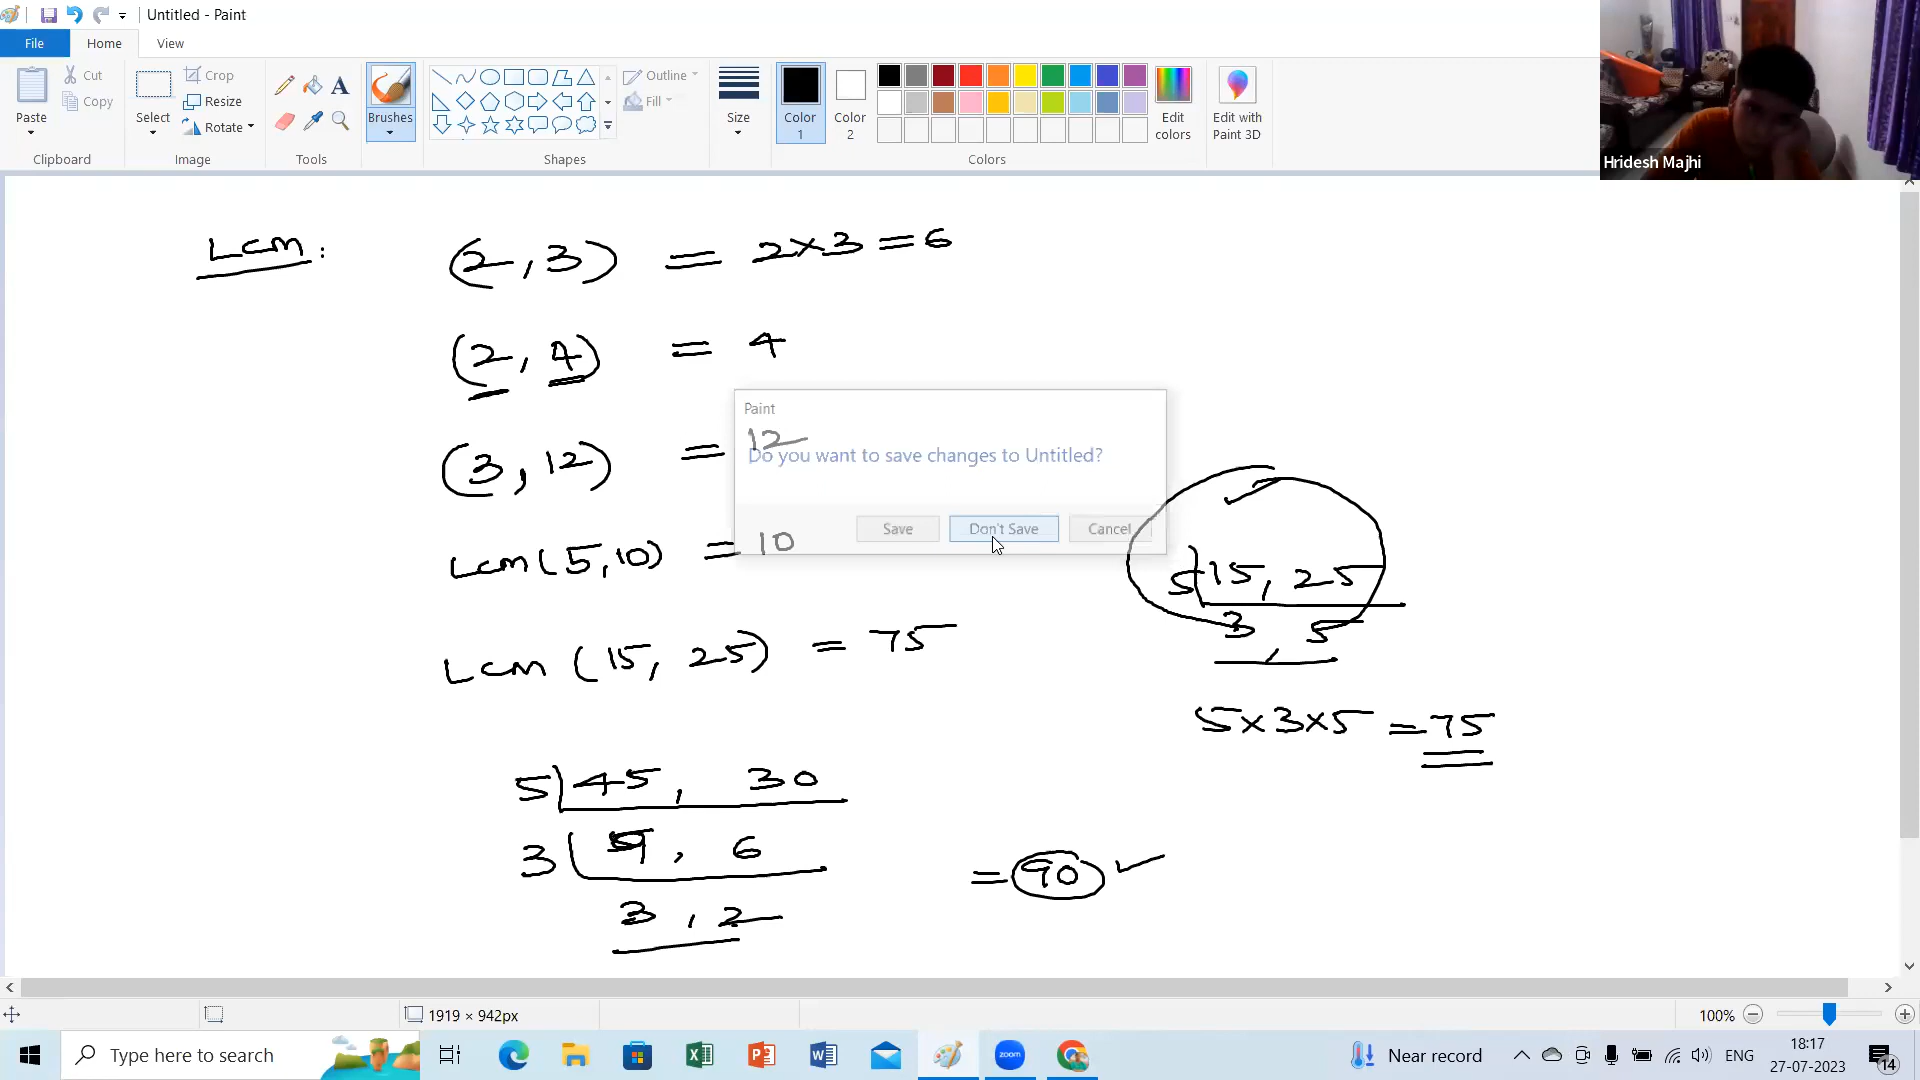 Untitled - Paint
File Home View
Paste Cut Copy Clipboard
Select Crop Resize Rotate Image
Tools
Brushes
Shapes
Outline
Fill
Size
Color 1
Color 2
Colors
Edit colors
Edit with Paint 3D
Hridesh Majhi
Lcm :
(2, 3) = 2×3 = 6
(2, 4) = 4
(3, 12) = 12
Paint
Do you want to save changes to Untitled?
Save Don't Save Cancel
Lcm (5, 10) = 10
5 15, 25
3, 5
Lcm (15, 25) = 75
5×3×5 = 75
5 45, 30
3 9, 6
3, 2
= 90 ✓
1919 × 942px
100%
Type here to search
zoom
Near record
ENG
18:17
27-07-2023
14